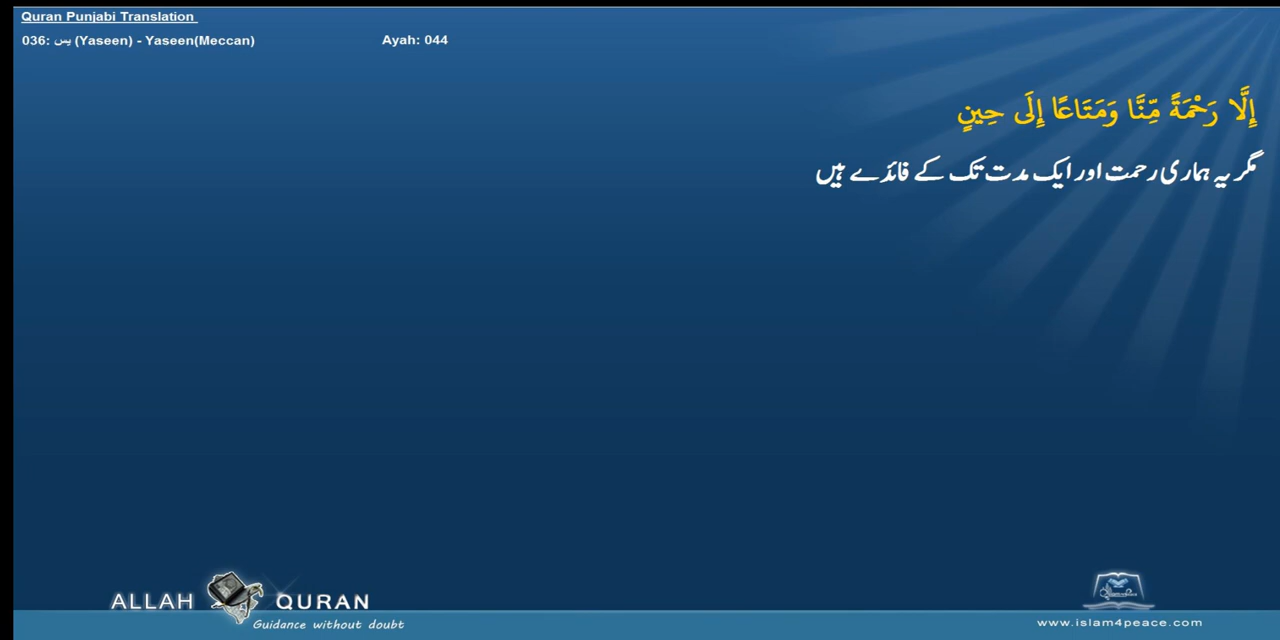 Quran Punjabi Translation
036: يس (Yaseen) - Yaseen(Meccan) Ayah: 044
إِلَّا رَحْمَةً مِّنَّا وَمَتَاعًا إِلَى حِينٍ
مگر یہ ہماری رحمت اور ایک مدت تک کے فائدے ہیں
ALLAH QURAN
Guidance without doubt
www.islam4peace.com